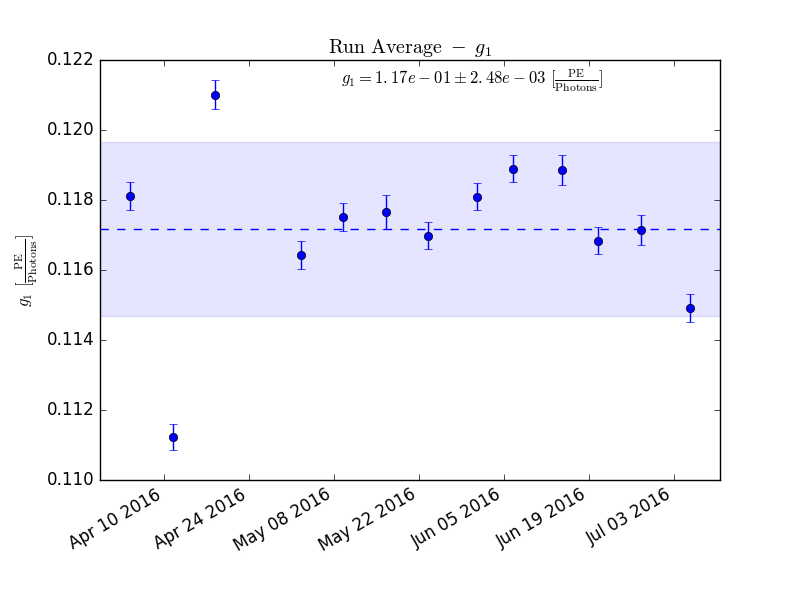 Run Average − g₁
g₁ = 1.17e−01 ± 2.48e−03 [PE/Photons]
0.122
0.120
0.118
0.116
0.114
0.112
0.110
g₁ [PE/Photons]
Apr 10 2016
Apr 24 2016
May 08 2016
May 22 2016
Jun 05 2016
Jun 19 2016
Jul 03 2016